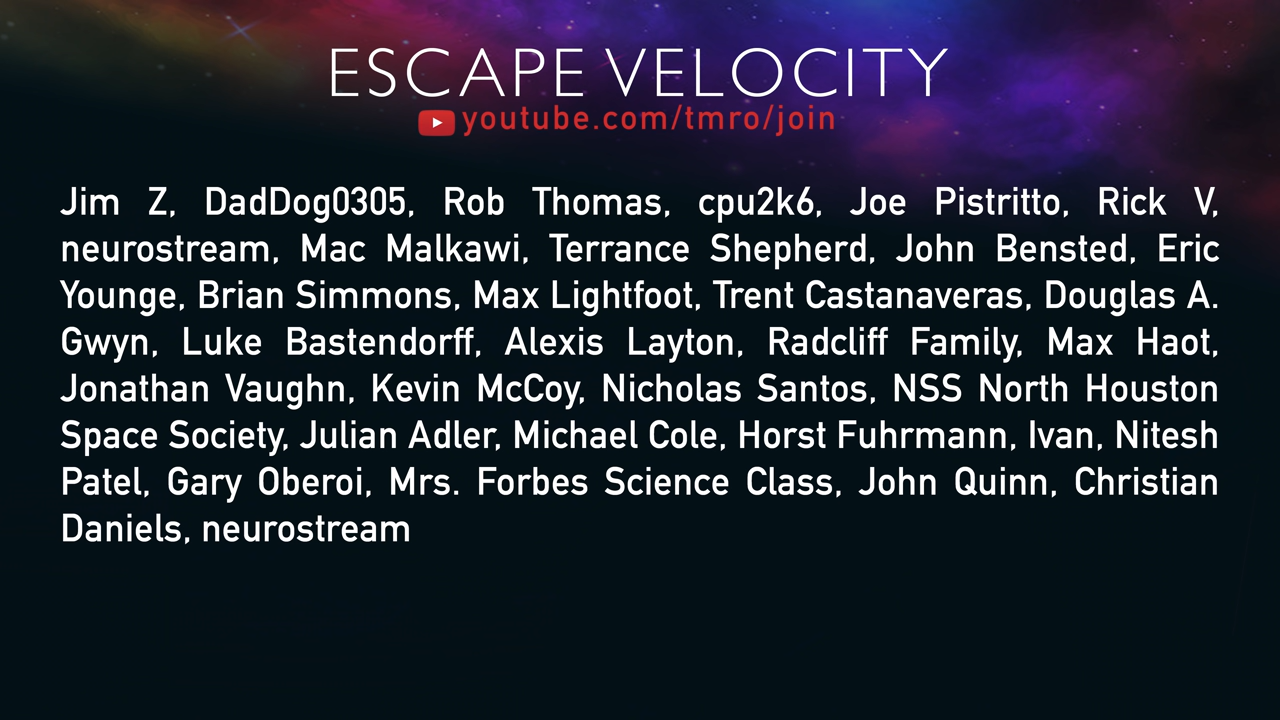 ESCAPE VELOCITY
youtube.com/tmro/join
Jim Z, DadDog0305, Rob Thomas, cpu2k6, Joe Pistritto, Rick V,
neurostream, Mac Malkawi, Terrance Shepherd, John Bensted, Eric
Younge, Brian Simmons, Max Lightfoot, Trent Castanaveras, Douglas A.
Gwyn, Luke Bastendorff, Alexis Layton, Radcliff Family, Max Haot,
Jonathan Vaughn, Kevin McCoy, Nicholas Santos, NSS North Houston
Space Society, Julian Adler, Michael Cole, Horst Fuhrmann, Ivan, Nitesh
Patel, Gary Oberoi, Mrs. Forbes Science Class, John Quinn, Christian
Daniels, neurostream